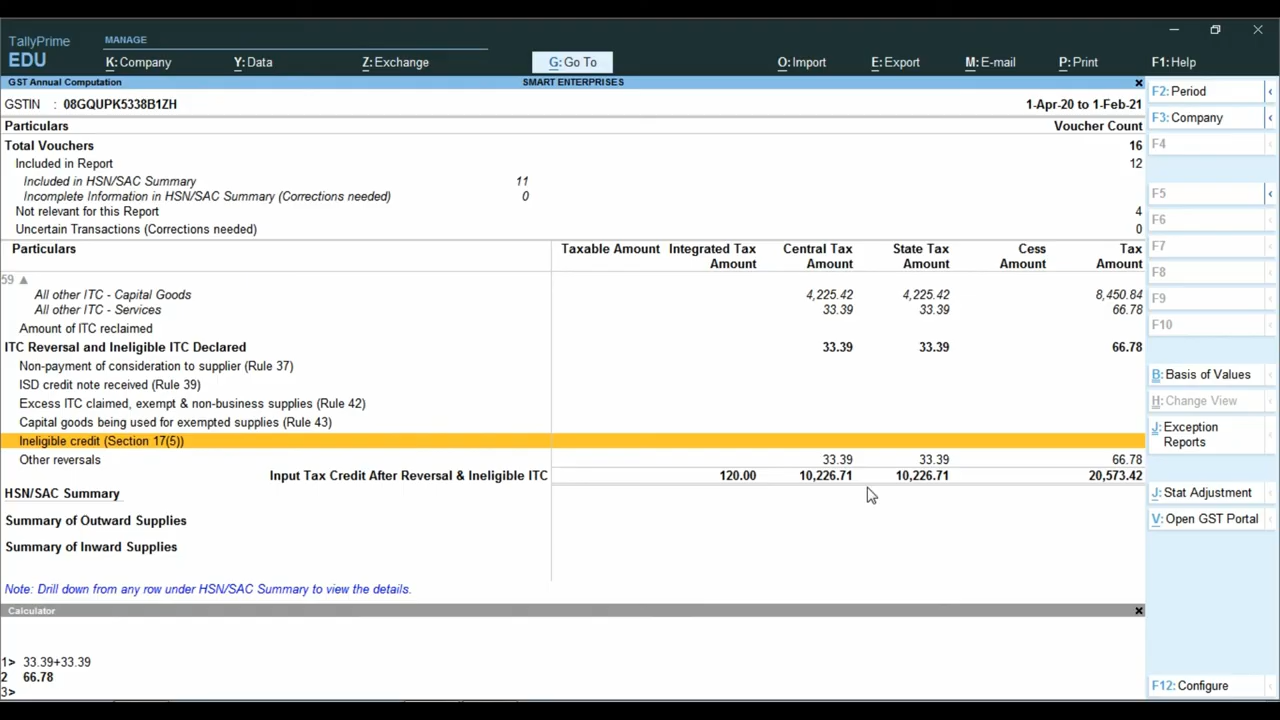 TallyPrime
EDU
MANAGE
K: Company Y: Data Z: Exchange G: Go To O: Import E: Export M: E-mail P: Print F1: Help
GST Annual Computation SMART ENTERPRISES
GSTIN : 08GQUPK5338B1ZH 1-Apr-20 to 1-Feb-21
Particulars Voucher Count
Total Vouchers 16
Included in Report 12
Included in HSN/SAC Summary 11
Incomplete Information in HSN/SAC Summary (Corrections needed) 0
Not relevant for this Report 4
Uncertain Transactions (Corrections needed) 0
Particulars Taxable Amount Integrated Tax Central Tax State Tax Cess Tax
Amount Amount Amount Amount Amount
59
All other ITC - Capital Goods 4,225.42 4,225.42 8,450.84
All other ITC - Services 33.39 33.39 66.78
Amount of ITC reclaimed
ITC Reversal and Ineligible ITC Declared 33.39 33.39 66.78
Non-payment of consideration to supplier (Rule 37)
ISD credit note received (Rule 39)
Excess ITC claimed, exempt & non-business supplies (Rule 42)
Capital goods being used for exempted supplies (Rule 43)
Ineligible credit (Section 17(5))
Other reversals 33.39 33.39 66.78
Input Tax Credit After Reversal & Ineligible ITC 120.00 10,226.71 10,226.71 20,573.42
HSN/SAC Summary
Summary of Outward Supplies
Summary of Inward Supplies
Note: Drill down from any row under HSN/SAC Summary to view the details.
Calculator
1> 33.39+33.39
2 66.78
3>
F2: Period
F3: Company
F4
F5
F6
F7
F8
F9
F10
B: Basis of Values
H: Change View
J: Exception
Reports
J: Stat Adjustment
V: Open GST Portal
F12: Configure